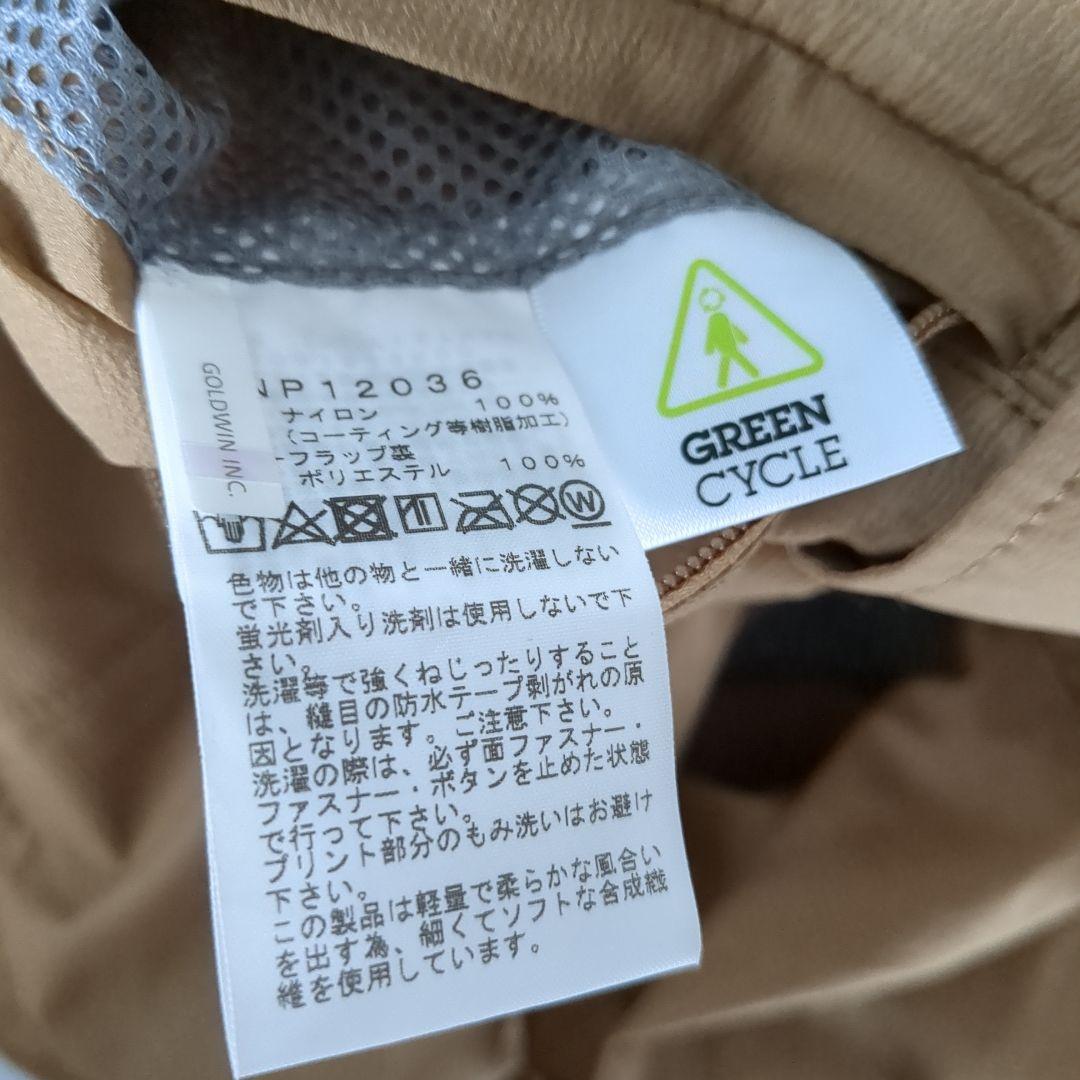 GOLDWIN INC.
NP12036
ナイロン 100%
(コーティング等樹脂加工)
フラップ裏
ポリエステル 100%
W
色物は他の物と一緒に洗濯しない
で下さい。
蛍光剤入り洗剤は使用しないで下
さい。
洗濯等で強くねじったりすること
は、縫目の防水テープ剥がれの原
因となります。ご注意下さい。
洗濯の際は、必ず面ファスナー・
ファスナー・ボタンを止めた状態
で行って下さい。
プリント部分のもみ洗いはお避け
下さい。
この製品は軽量で柔らかな風合い
を出す為、細くてソフトな合成繊
維を使用しています。
GREEN
CYCLE